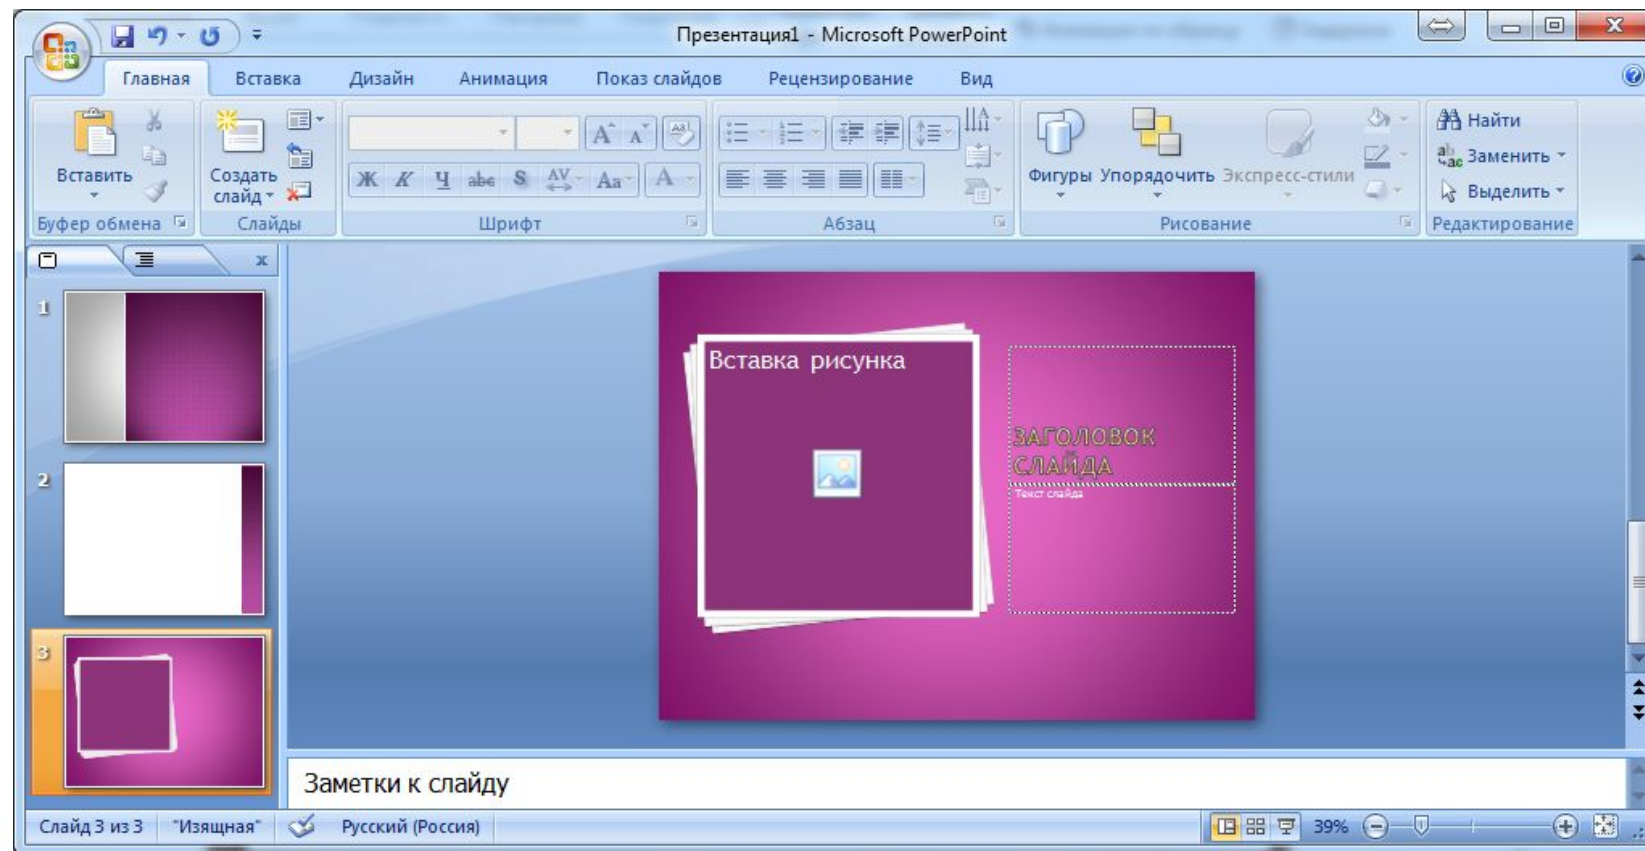 Презентация1 - Microsoft PowerPoint
Главная Вставка Дизайн Анимация Показ слайдов Рецензирование Вид
Вставить
Создать слайд
Ж К Ч abc S AV Aa A
Фигуры Упорядочить Экспресс-стили
Найти
Заменить
Выделить
Буфер обмена Слайды Шрифт Абзац Рисование Редактирование
1
2
3
Вставка рисунка
ЗАГОЛОВОК
СЛАЙДА
Текст слайда
Заметки к слайду
Слайд 3 из 3 "Изящная" Русский (Россия) 39%